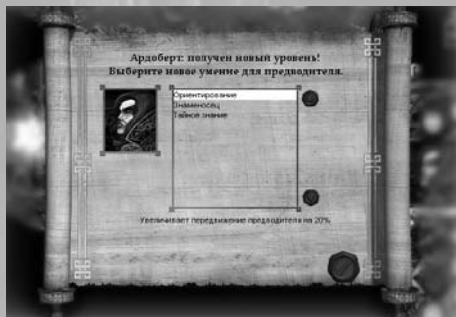 Ардоберт: получен новый уровень!
Выберите новое умение для предводителя.
Ориентирование
Знаменосец
Тайное знание
Увеличивает передвижение предводителя на 20%